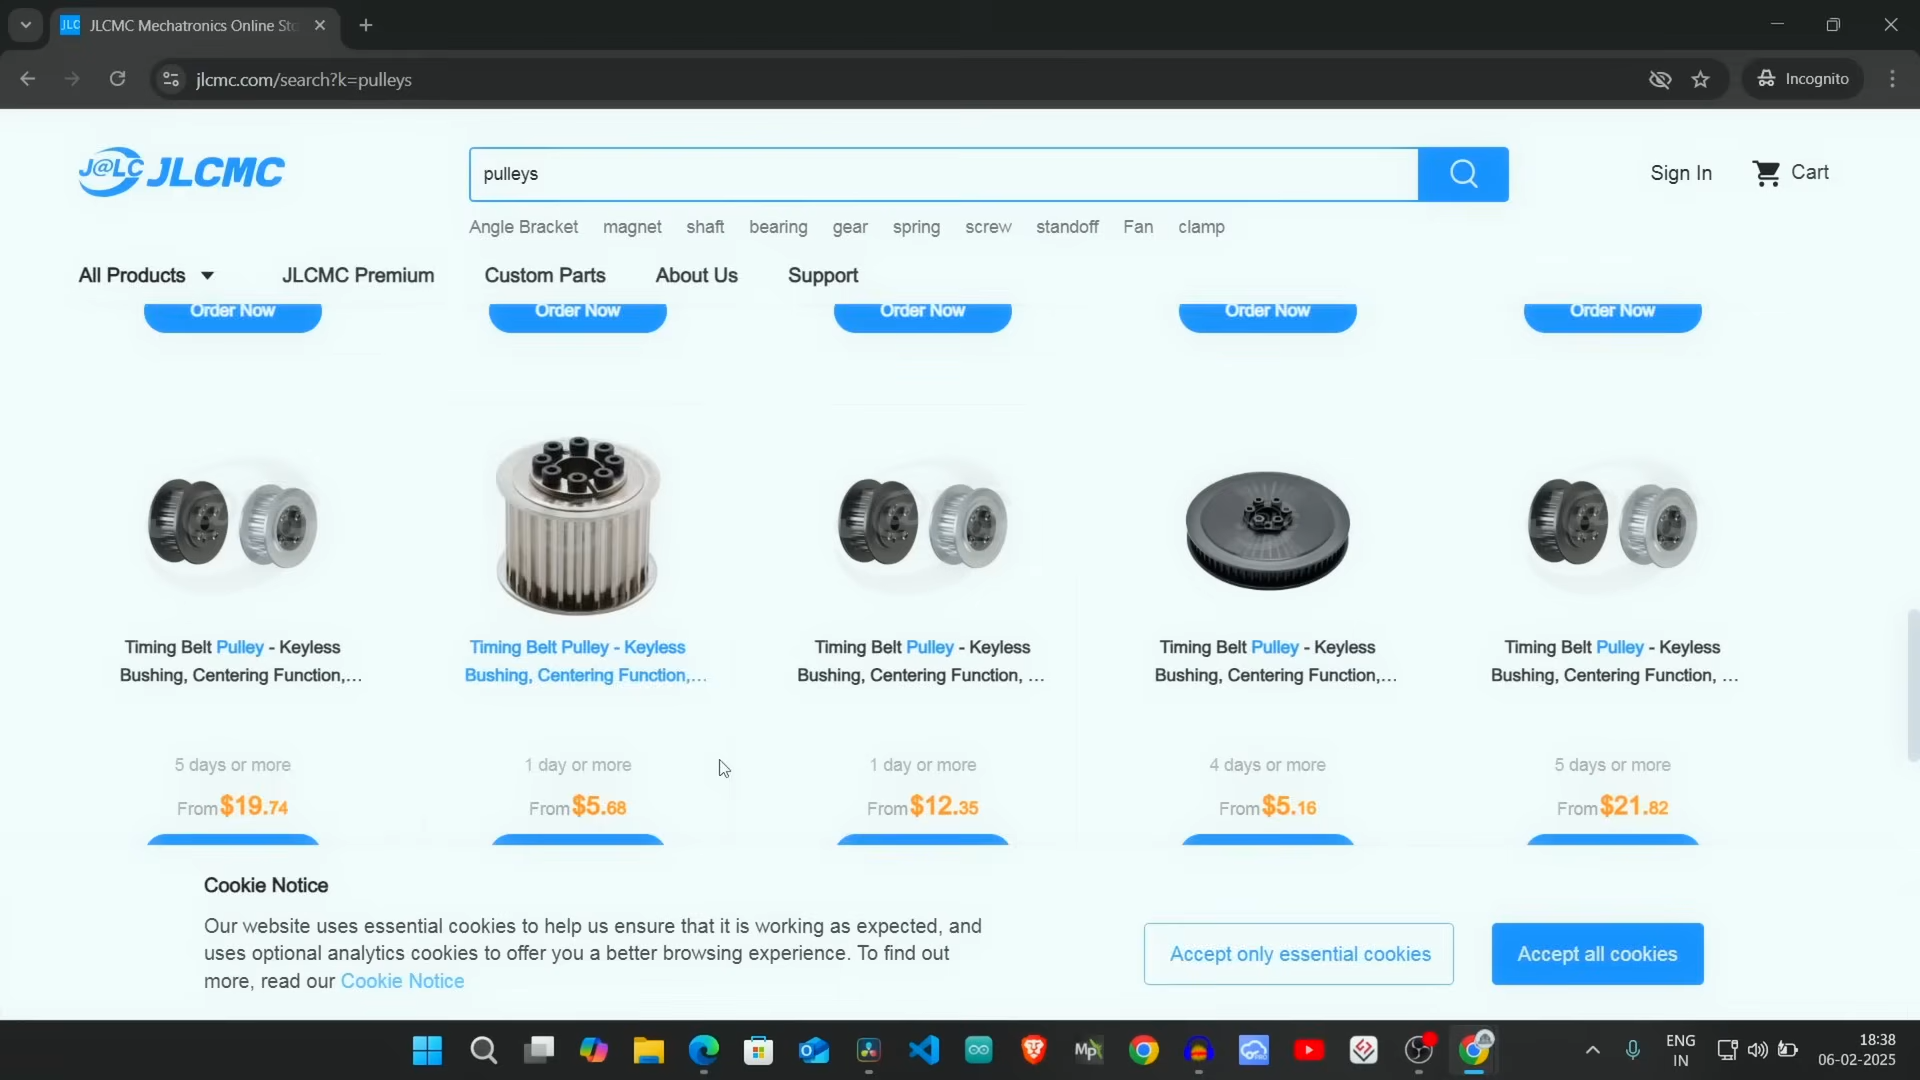 JLC JLCMC Mechatronics Online Sto
jlcmc.com/search?k=pulleys
Incognito
J@LC JLCMC
pulleys
Sign In
Cart
Angle Bracket magnet shaft bearing gear spring screw standoff Fan clamp
All Products JLCMC Premium Custom Parts About Us Support
Order Now Order Now Order Now Order Now Order Now
Timing Belt Pulley - Keyless
Bushing, Centering Function,...
5 days or more
From $19.74
Timing Belt Pulley - Keyless
Bushing, Centering Function,...
1 day or more
From $5.68
Timing Belt Pulley - Keyless
Bushing, Centering Function, ...
1 day or more
From $12.35
Timing Belt Pulley - Keyless
Bushing, Centering Function,...
4 days or more
From $5.16
Timing Belt Pulley - Keyless
Bushing, Centering Function, ...
5 days or more
From $21.82
Cookie Notice
Our website uses essential cookies to help us ensure that it is working as expected, and
uses optional analytics cookies to offer you a better browsing experience. To find out
more, read our Cookie Notice
Accept only essential cookies
Accept all cookies
ENG
IN
18:38
06-02-2025